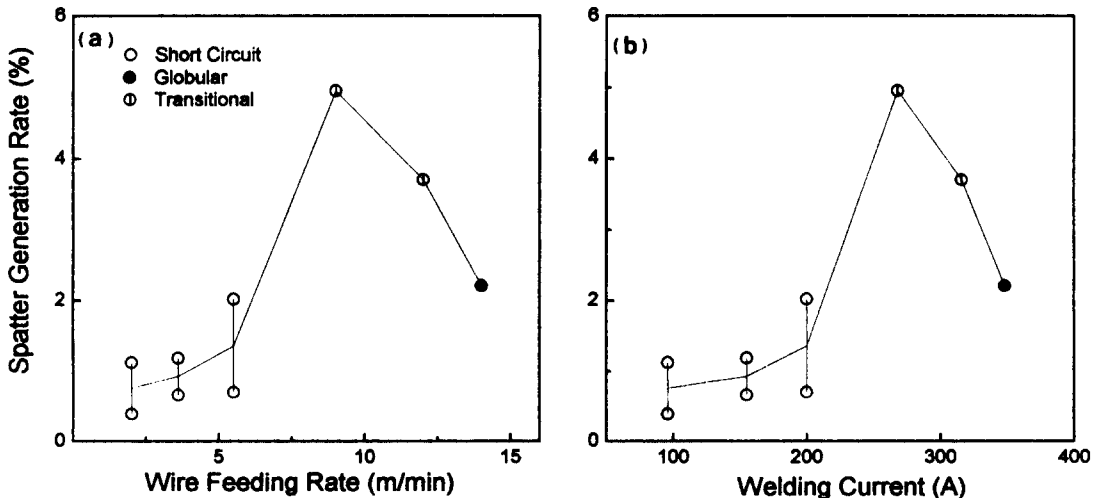 (a)
Short Circuit
Globular
Transitional
6
4
2
0
Spatter Generation Rate (%)
5
10
15
Wire Feeding Rate (m/min)
(b)
6
4
2
0
100
200
300
400
Welding Current (A)